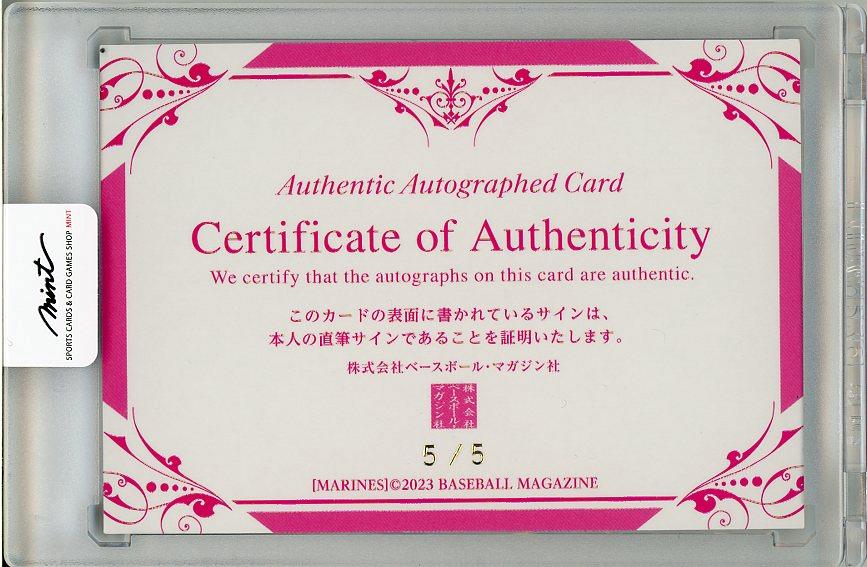 Authentic Autographed Card
Certificate of Authenticity
We certify that the autographs on this card are authentic.
このカードの表面に書かれているサインは、
本人の直筆サインであることを証明いたします。
株式会社ベースボール・マガジン社
株式会社
ベースボール・
マガジン社
5/5
[MARINES]©2023 BASEBALL MAGAZINE
mint
SPORTS CARDS & CARD GAMES SHOP MINT